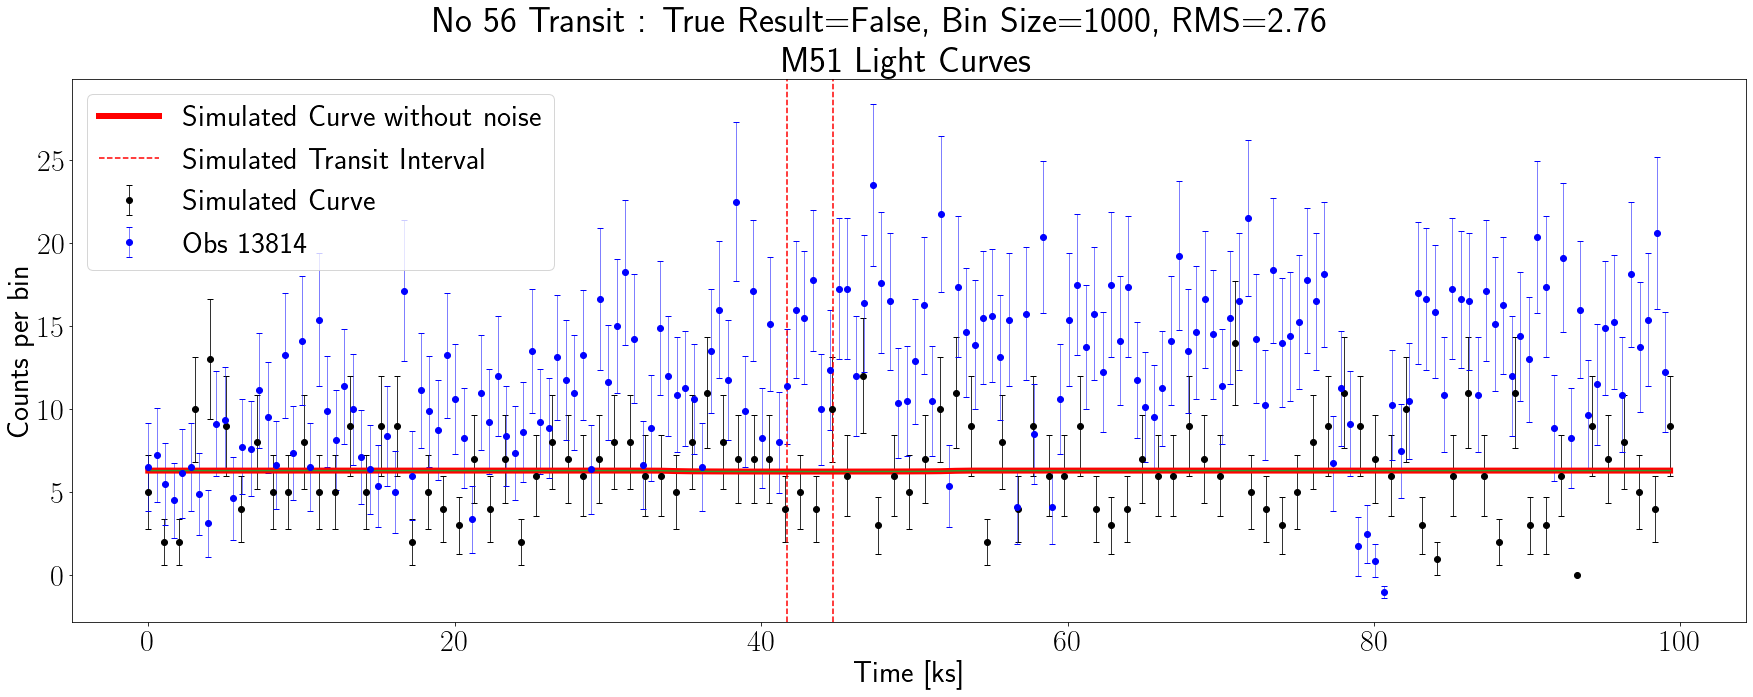 No 56 Transit : True Result=False, Bin Size=1000, RMS=2.76
M51 Light Curves
Simulated Curve without noise
Simulated Transit Interval
Simulated Curve
Obs 13814
Counts per bin
25
20
15
10
5
0
0 20 40 60 80 100
Time [ks]